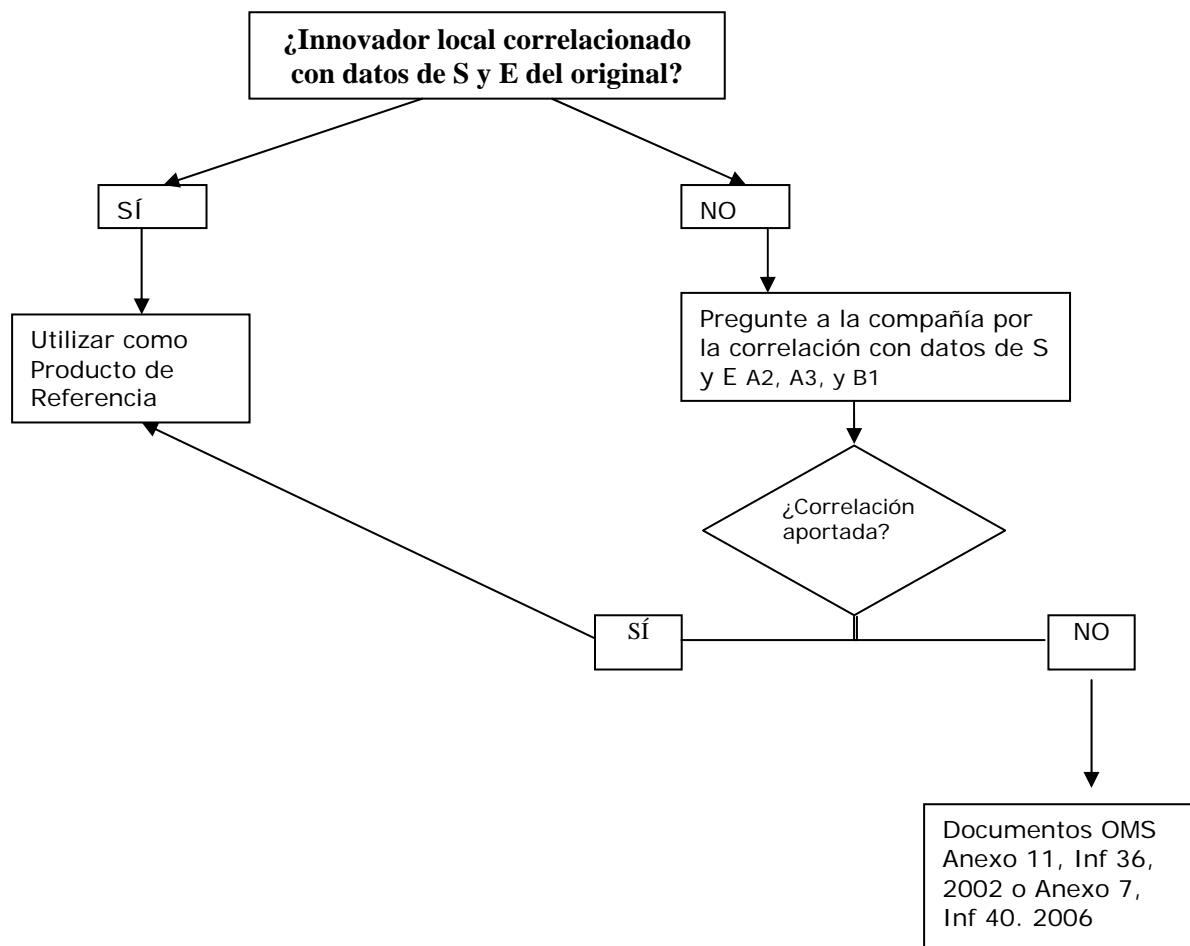 ¿Innovador local correlacionado
con datos de S y E del original?
SÍ
NO
Utilizar como
Producto de
Referencia
Pregunte a la compañía por
la correlación con datos de S
y E A2, A3, y B1
¿Correlación
aportada?
SÍ
NO
Documentos OMS
Anexo 11, Inf 36,
2002 o Anexo 7,
Inf 40. 2006